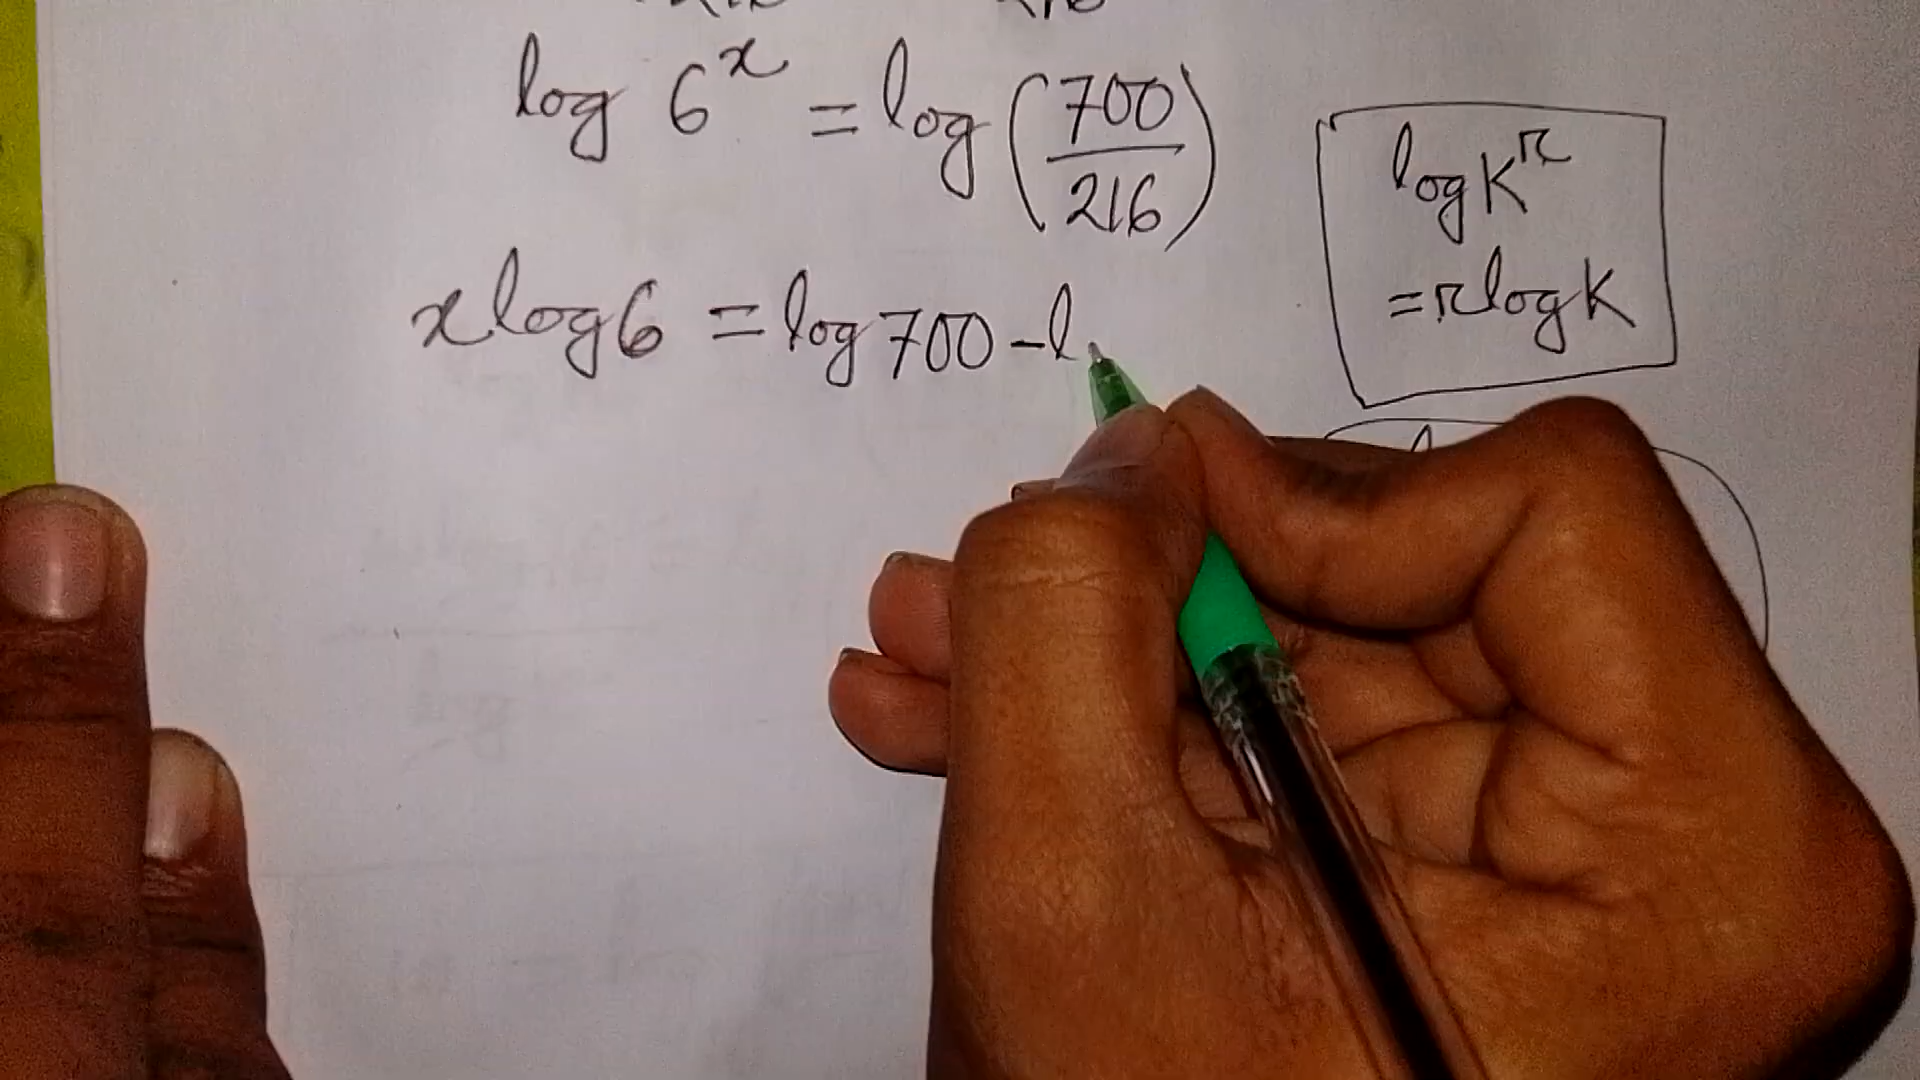 log 6^x = log (700/216)
x log 6 = log 700 - l
log K^r
= r log K